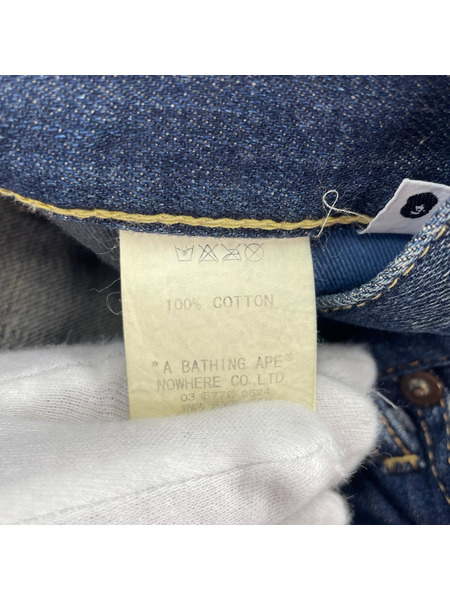 100% COTTON
*A BATHING APE®
NOWHERE CO.,LTD.